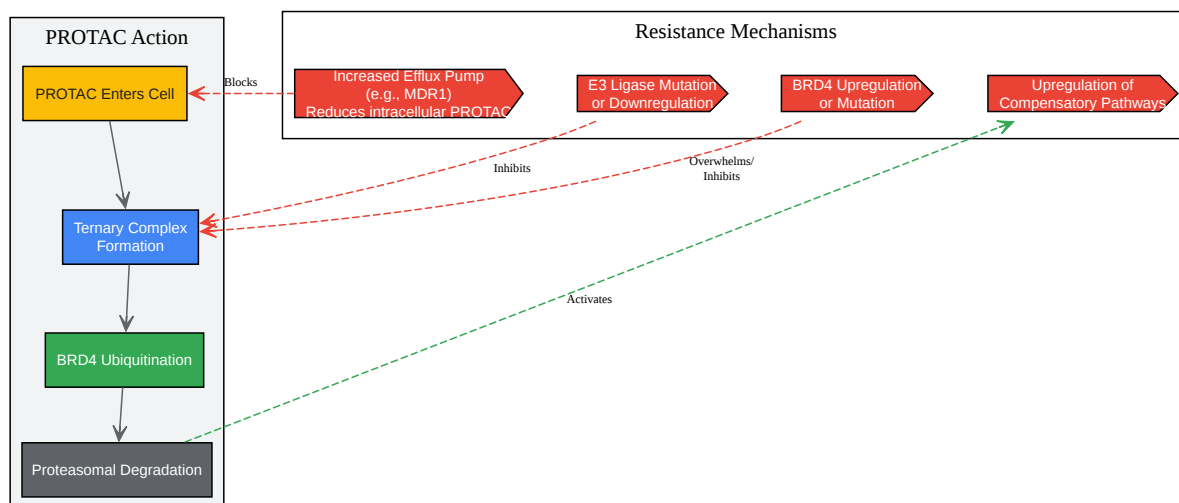 PROTAC Action
PROTAC Enters Cell
Ternary Complex
Formation
BRD4 Ubiquitination
Proteasomal Degradation
Resistance Mechanisms
Increased Efflux Pump
(e.g., MDR1)
Reduces intracellular PROTAC
E3 Ligase Mutation
or Downregulation
BRD4 Upregulation
or Mutation
Upregulation of
Compensatory Pathways
Blocks
Inhibits
Overwhelms/
Inhibits
Activates